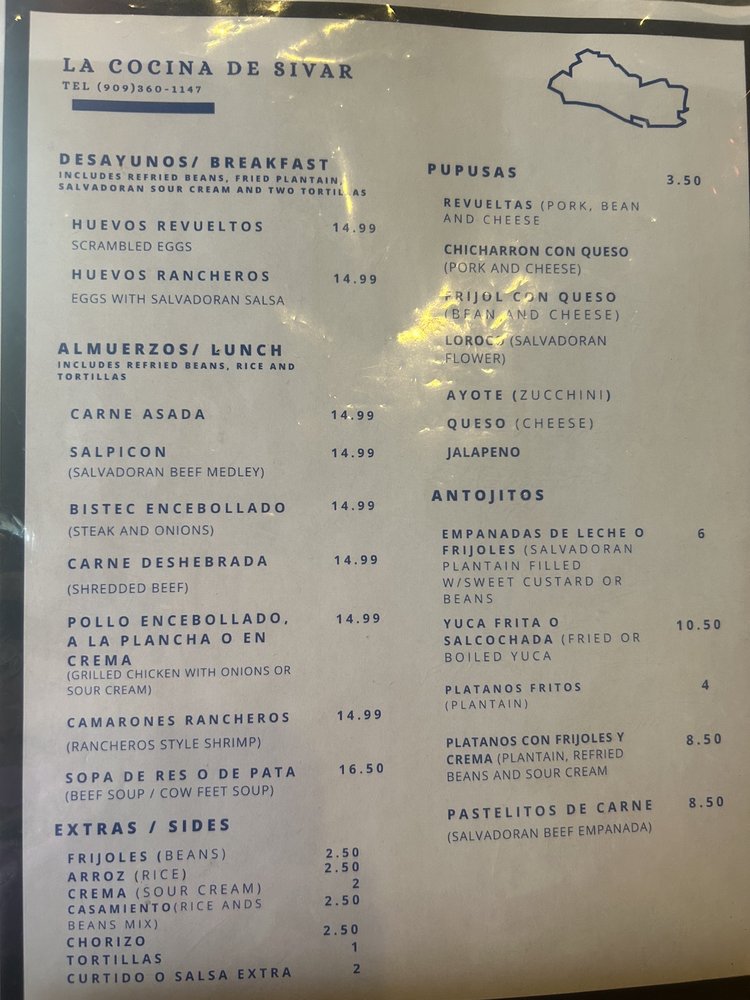 LA COCINA DE SIVAR
TEL (909)360-1147
DESAYUNOS/ BREAKFAST
INCLUDES REFRIED BEANS, FRIED PLANTAIN,
SALVADORAN SOUR CREAM AND TWO TORTILLAS
HUEVOS REVUELTOS 14.99
SCRAMBLED EGGS
HUEVOS RANCHEROS 14.99
EGGS WITH SALVADORAN SALSA
ALMUERZOS/ LUNCH
INCLUDES REFRIED BEANS, RICE AND
TORTILLAS
CARNE ASADA 14.99
SALPICON 14.99
(SALVADORAN BEEF MEDLEY)
BISTEC ENCEBOLLADO 14.99
(STEAK AND ONIONS)
CARNE DESHEBRADA 14.99
(SHREDDED BEEF)
POLLO ENCEBOLLADO, 14.99
A LA PLANCHA O EN
CREMA
(GRILLED CHICKEN WITH ONIONS OR
SOUR CREAM)
CAMARONES RANCHEROS 14.99
(RANCHEROS STYLE SHRIMP)
SOPA DE RES O DE PATA 16.50
(BEEF SOUP / COW FEET SOUP)
EXTRAS / SIDES
FRIJOLES (BEANS) 2.50
ARROZ (RICE) 2.50
CREMA (SOUR CREAM) 2
CASAMIENTO(RICE ANDS 2.50
BEANS MIX)
CHORIZO 2.50
TORTILLAS 1
CURTIDO O SALSA EXTRA 2
PUPUSAS 3.50
REVUELTAS (PORK, BEAN
AND CHEESE
CHICHARRON CON QUESO
(PORK AND CHEESE)
FRIJOL CON QUESO
(BEAN AND CHEESE)
LOROCO (SALVADORAN
FLOWER)
AYOTE (ZUCCHINI)
QUESO (CHEESE)
JALAPENO
ANTOJITOS
EMPANADAS DE LECHE O 6
FRIJOLES (SALVADORAN
PLANTAIN FILLED
W/SWEET CUSTARD OR
BEANS
YUCA FRITA O 10.50
SALCOCHADA (FRIED OR
BOILED YUCA
PLATANOS FRITOS 4
(PLANTAIN)
PLATANOS CON FRIJOLES Y 8.50
CREMA (PLANTAIN, REFRIED
BEANS AND SOUR CREAM
PASTELITOS DE CARNE 8.50
(SALVADORAN BEEF EMPANADA)